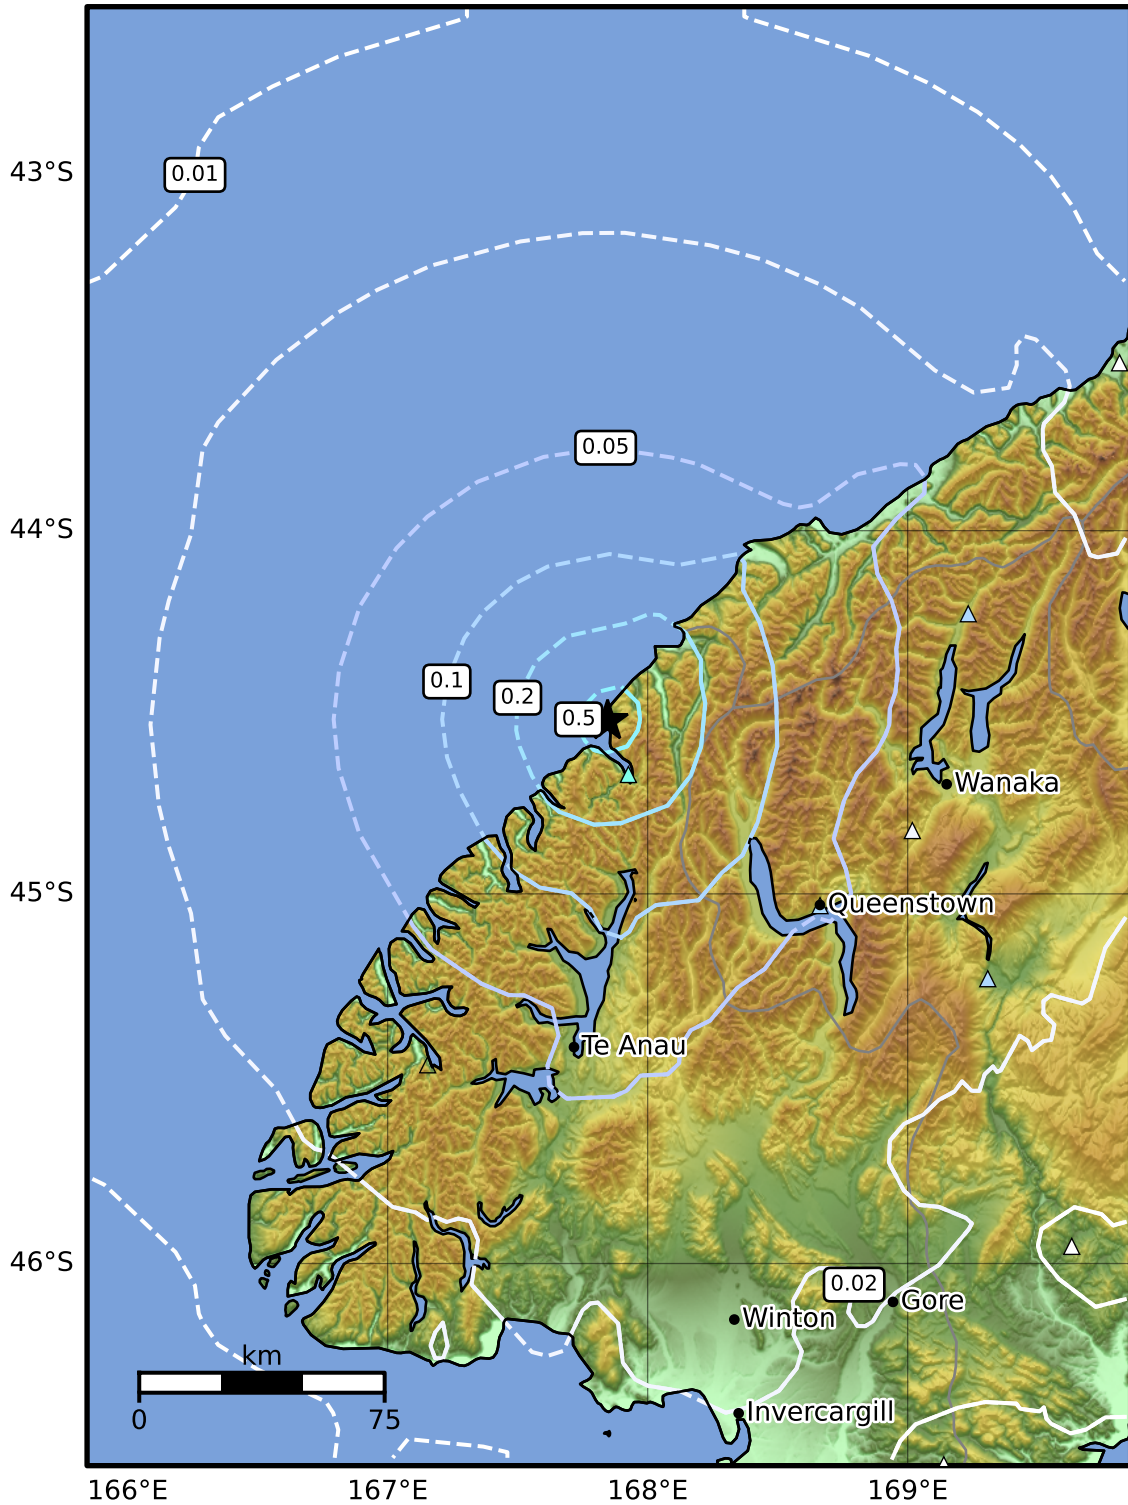 43°S
0.01
0.05
44°S
0.1
0.2
0.5
Wanaka
45°S
Queenstown
Te Anau
46°S
0.02
Gore
Winton
km
0 75
Invercargill
166°E 167°E 168°E 169°E